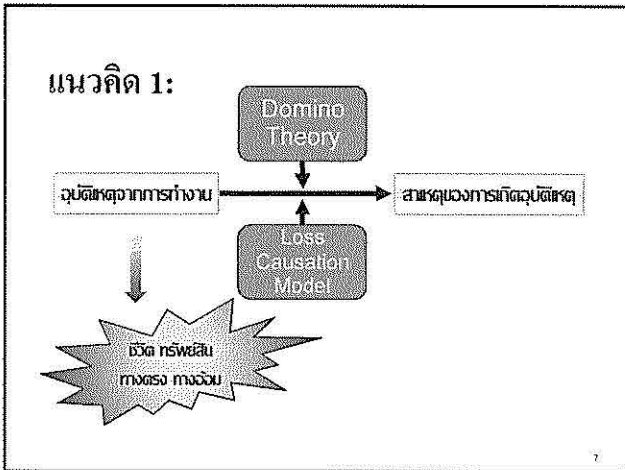 แนวคิด 1:
Domino
Theory
อุบัติเหตุจากการทำงาน
สาเหตุของการเกิดอุบัติเหตุ
Loss
Causation
Model
ชีวิต ทรัพย์สิน
ทางตรง ทางอ้อม
7